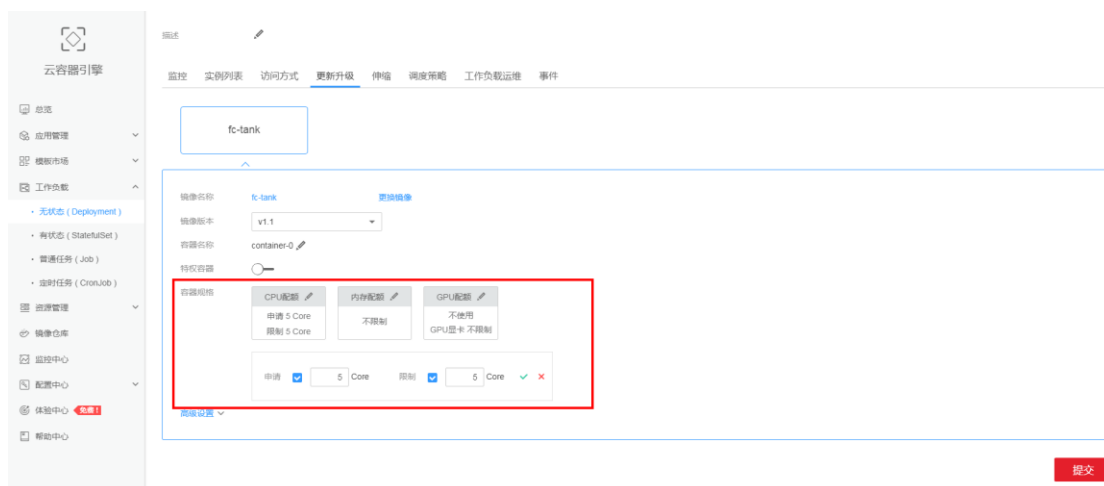 云容器引擎
总览
应用管理
模板市场
工作负载
无状态（Deployment）
有状态（StatefulSet）
普通任务（Job）
定时任务（CronJob）
资源管理
镜像仓库
监控中心
配置中心
体验中心 免费！
帮助中心
描述
监控 实例列表 访问方式 更新升级 伸缩 调度策略 工作负载运维 事件
fc-tank
镜像名称 fc-tank 更换镜像
镜像版本 v1.1
容器名称 container-0
特权容器
容器规格 CPU配额 内存配额 GPU配额
申请 5 Core 不限制 不使用
限制 5 Core GPU显卡 不限制
申请 5 Core 限制 5 Core
高级设置
提交